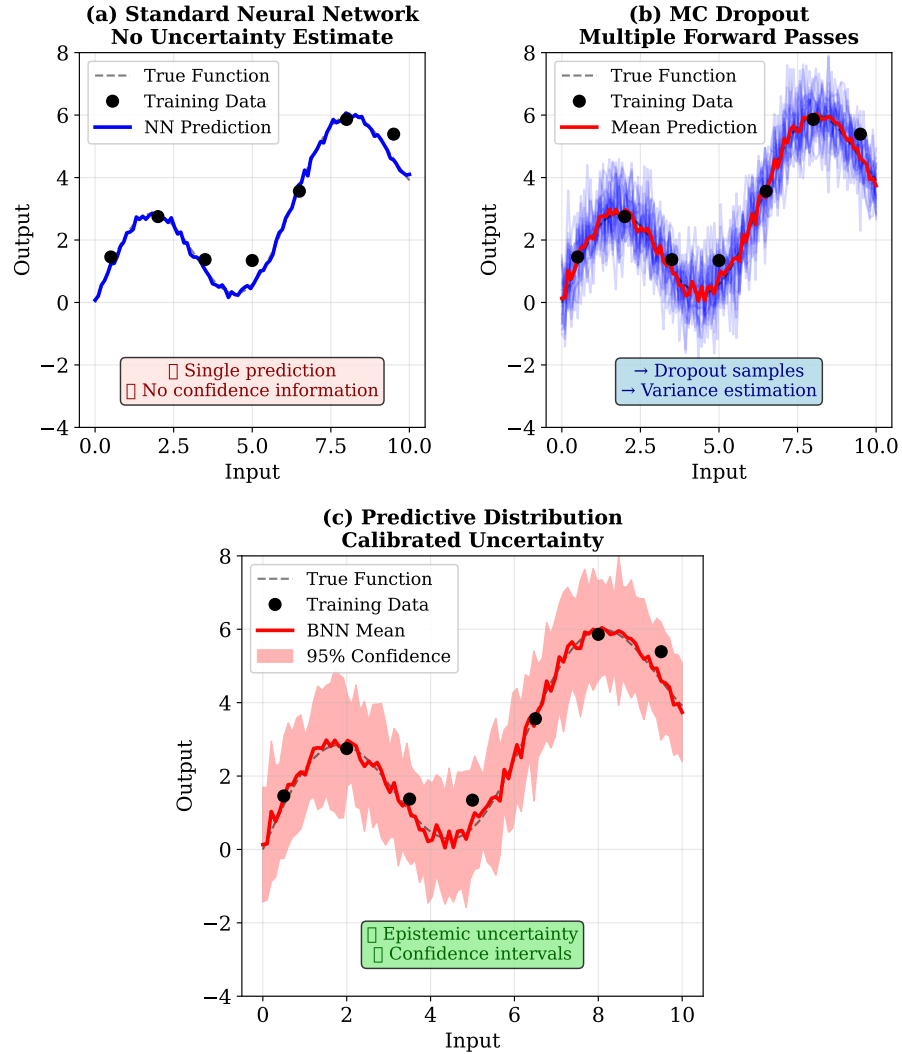 (a) Standard Neural Network
No Uncertainty Estimate
8
6
4
2
0
−2
−4
Output
True Function
Training Data
NN Prediction
▯ Single prediction
▯ No confidence information
0.0 2.5 5.0 7.5 10.0
Input
(b) MC Dropout
Multiple Forward Passes
8
6
4
2
0
−2
−4
Output
True Function
Training Data
Mean Prediction
→ Dropout samples
→ Variance estimation
0.0 2.5 5.0 7.5 10.0
Input
(c) Predictive Distribution
Calibrated Uncertainty
8
6
4
2
0
−2
−4
Output
True Function
Training Data
BNN Mean
95% Confidence
▯ Epistemic uncertainty
▯ Confidence intervals
0 2 4 6 8 10
Input